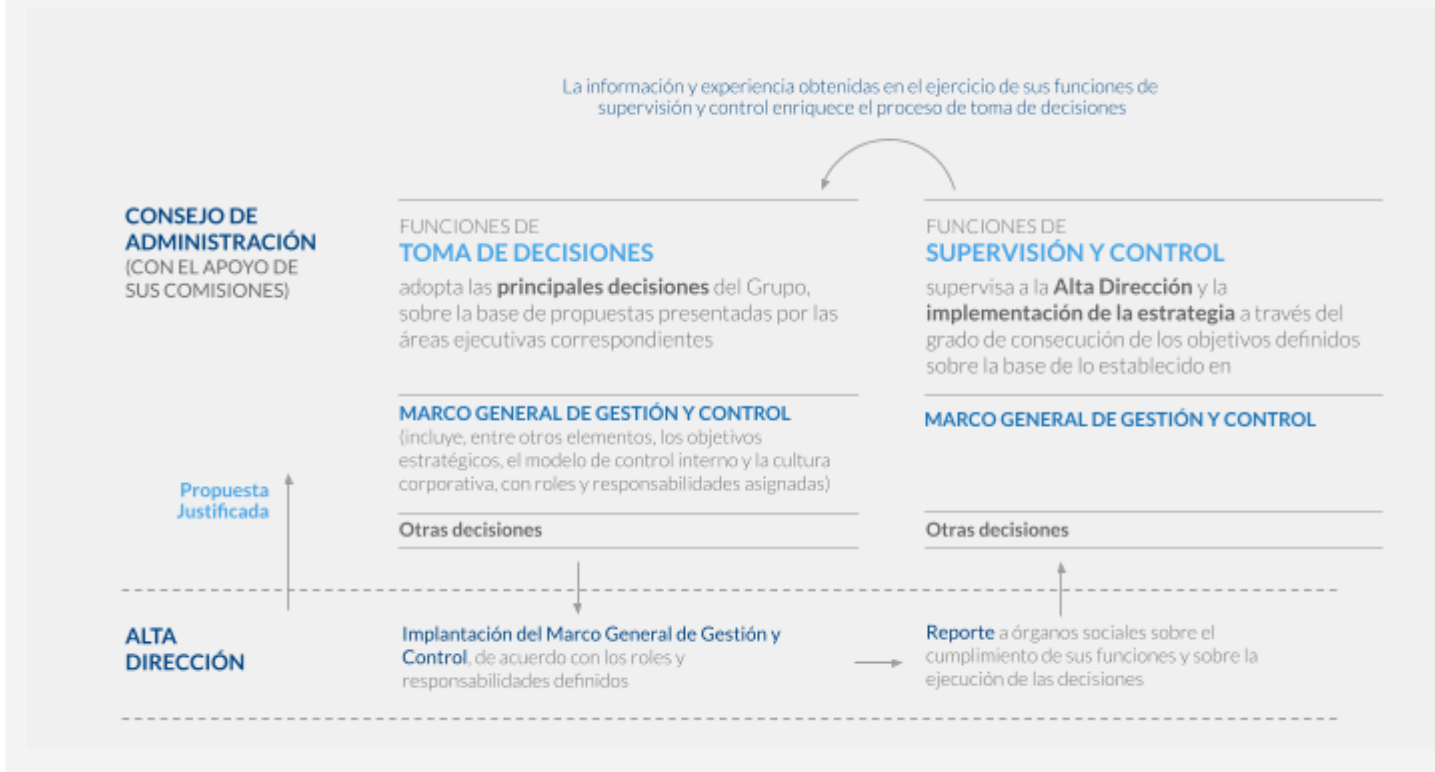 La información y experiencia obtenidas en el ejercicio de sus funciones de
supervisión y control enriquece el proceso de toma de decisiones
CONSEJO DE
ADMINISTRACIÓN
(CON EL APOYO DE
SUS COMISIONES)
FUNCIONES DE
TOMA DE DECISIONES
adopta las principales decisiones del Grupo,
sobre la base de propuestas presentadas por las
áreas ejecutivas correspondientes
FUNCIONES DE
SUPERVISIÓN Y CONTROL
supervisa a la Alta Dirección y la
implementación de la estrategia a través del
grado de consecución de los objetivos definidos
sobre la base de lo establecido en
MARCO GENERAL DE GESTIÓN Y CONTROL
(incluye, entre otros elementos, los objetivos
estratégicos, el modelo de control interno y la cultura
corporativa, con roles y responsabilidades asignadas)
MARCO GENERAL DE GESTIÓN Y CONTROL
Propuesta
Justificada
Otras decisiones
Otras decisiones
ALTA
DIRECCIÓN
Implantación del Marco General de Gestión y
Control, de acuerdo con los roles y
responsabilidades definidos
Reporte a órganos sociales sobre el
cumplimiento de sus funciones y sobre la
ejecución de las decisiones